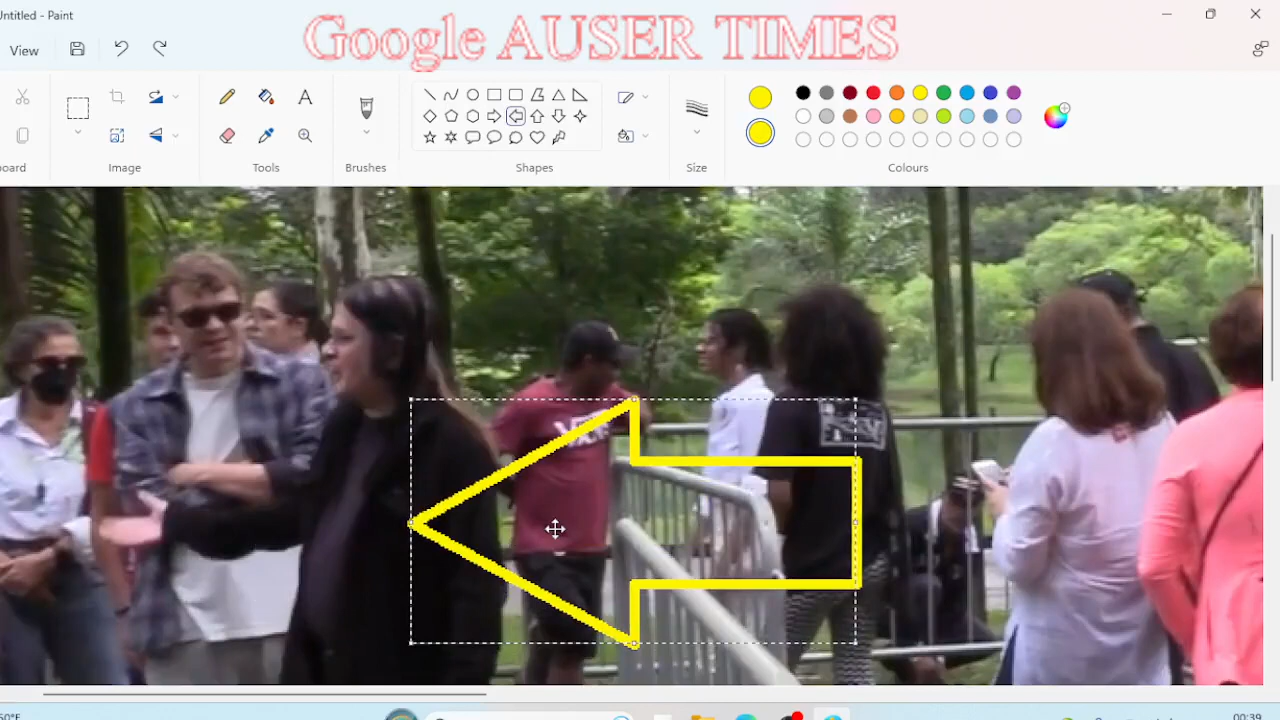 Untitled - Paint
Google AUSER TIMES
View
Image
Tools
Brushes
Shapes
Size
Colours
00:39